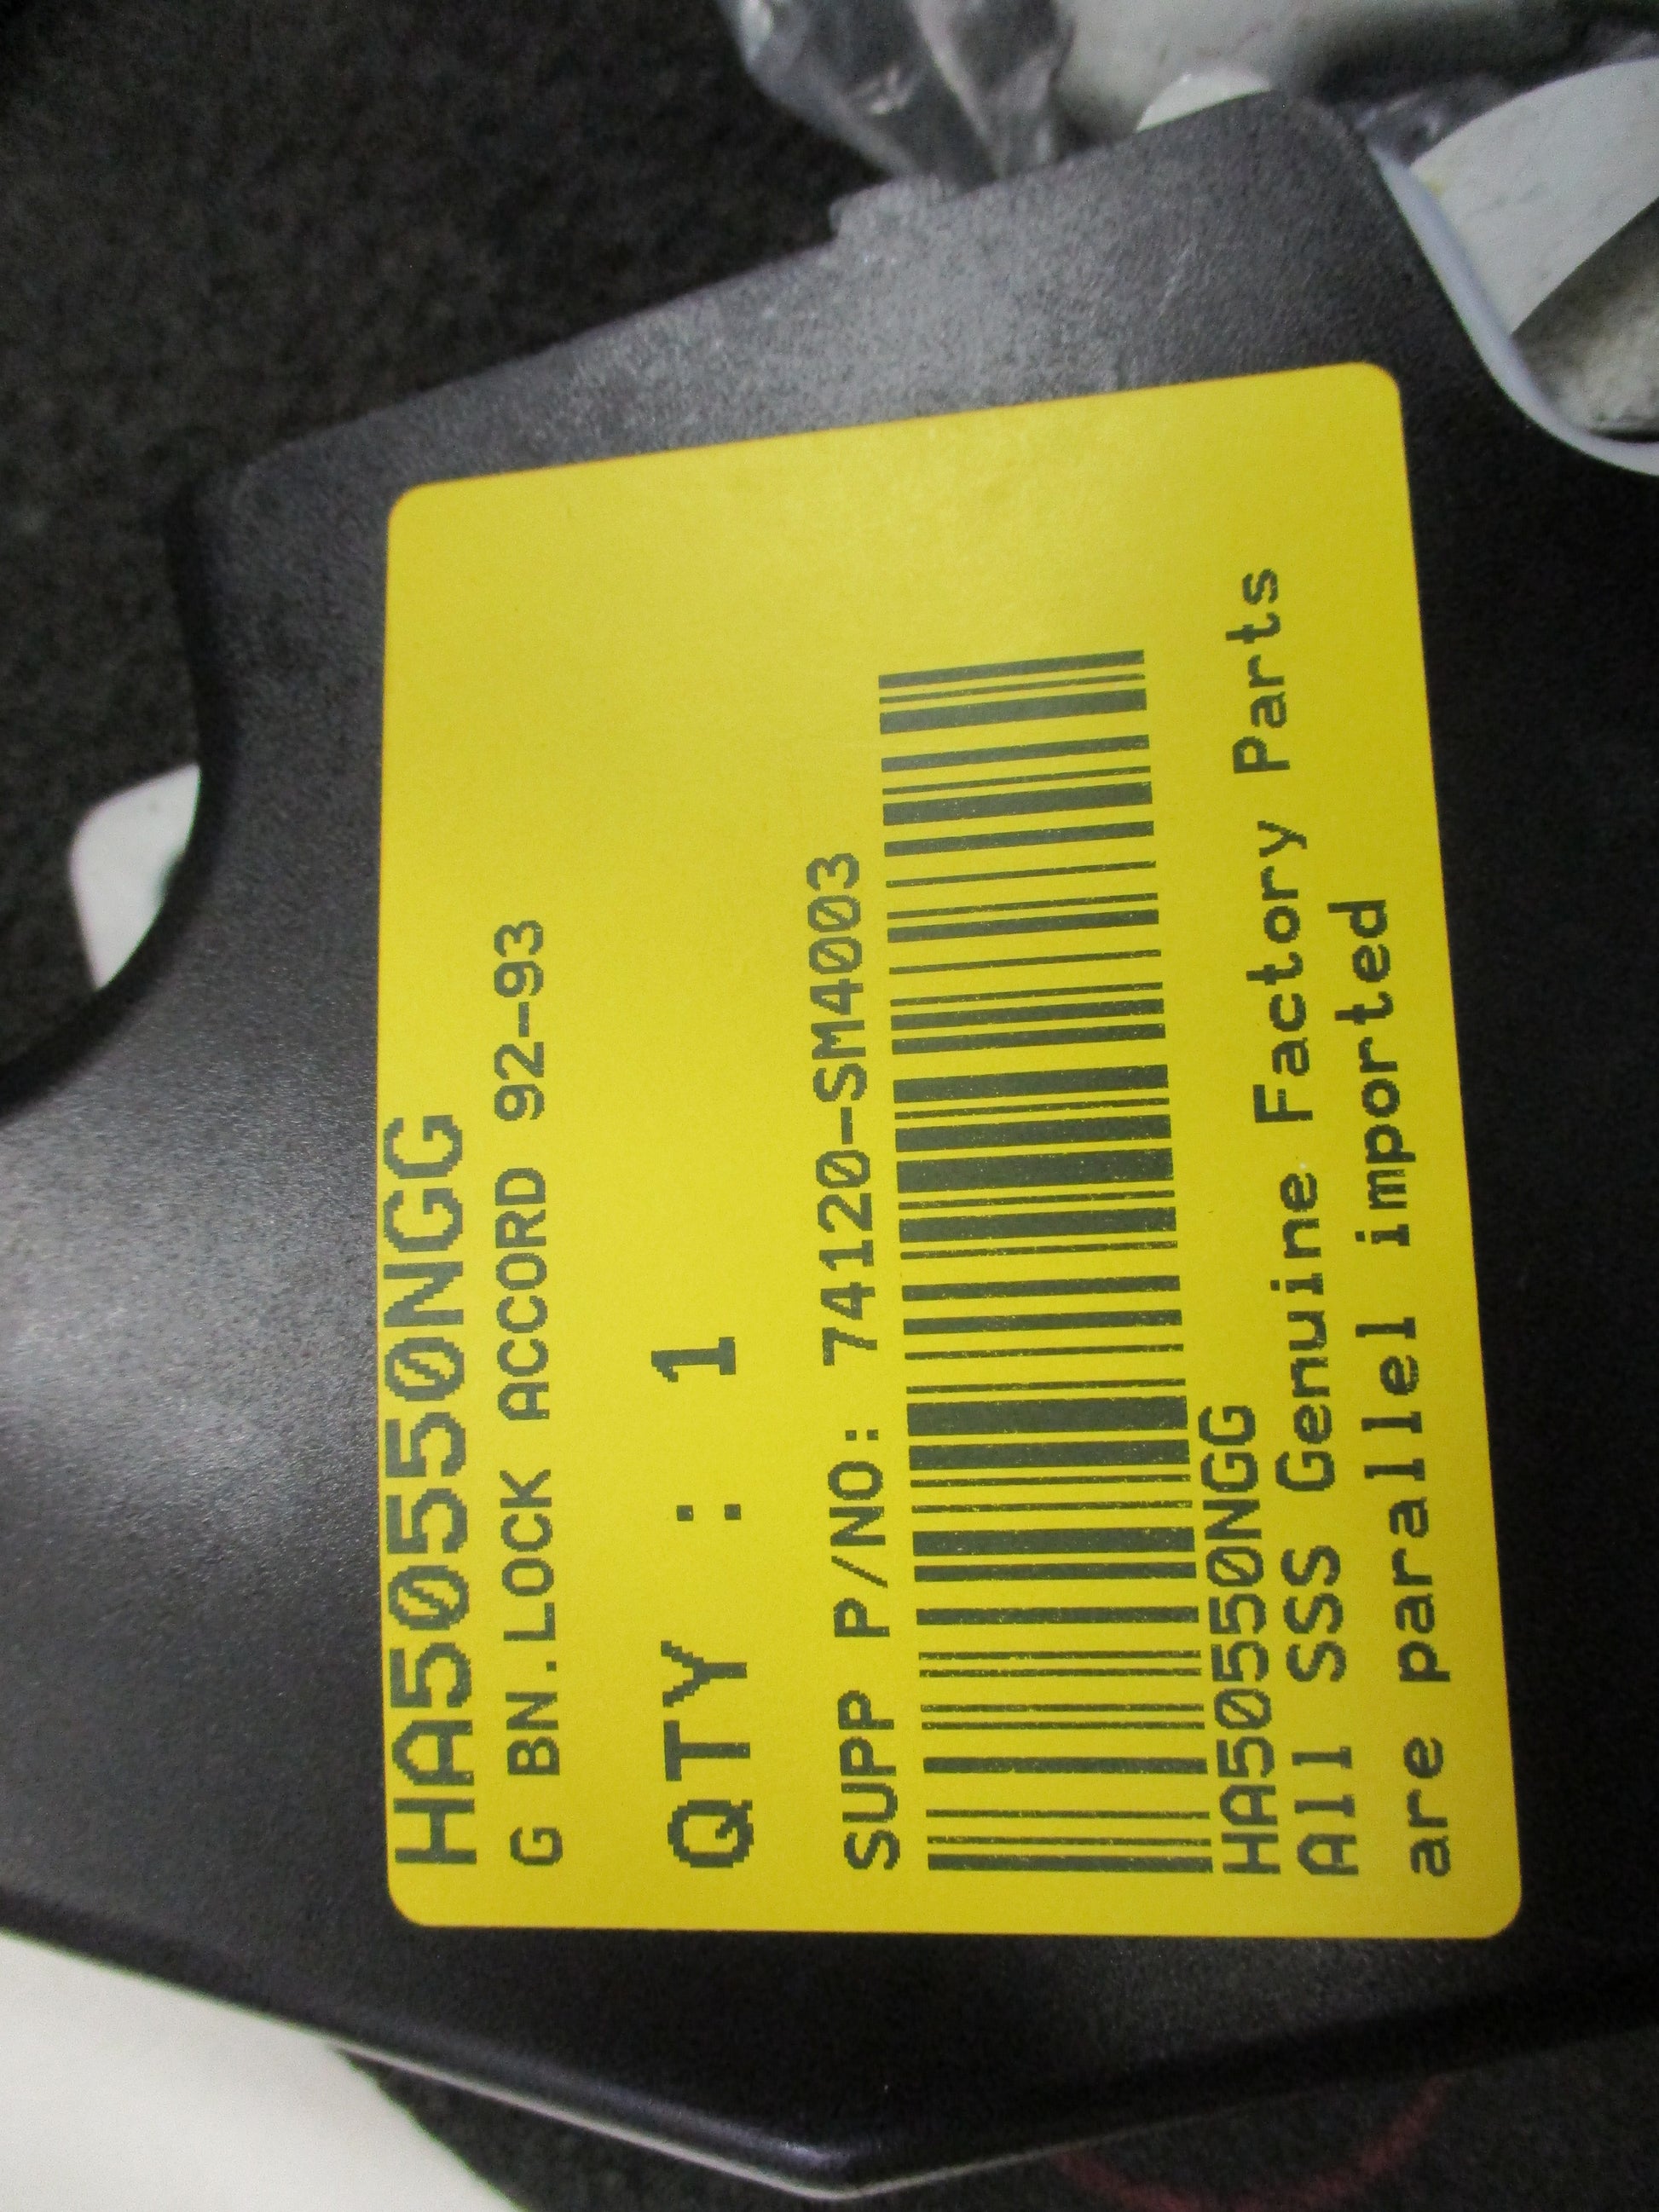 HA50550NGG
G BN.LOCK ACCORD 92-93
QTY : 1
SUPP P/NO: 74120-SM4003
HA50550NGG
All SSS Genuine Factory Parts
are parallel imported